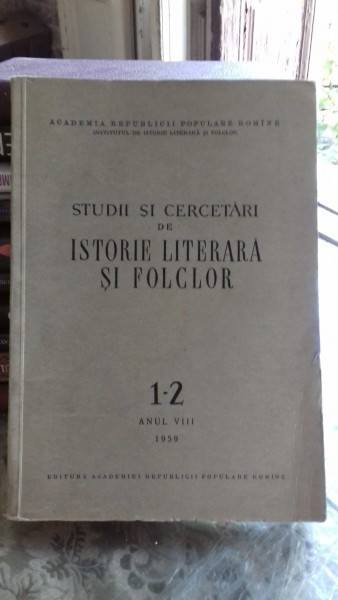 ACADEMIA REPUBLICII POPULARE ROMÎNE
INSTITUTUL DE ISTORIE LITERARĂ ȘI FOLCLOR
STUDII ȘI CERCETĂRI
DE
ISTORIE LITERARĂ
ȘI FOLCLOR
1-2
ANUL VIII
1959
EDITURA ACADEMIEI REPUBLICII POPULARE ROMÎNE